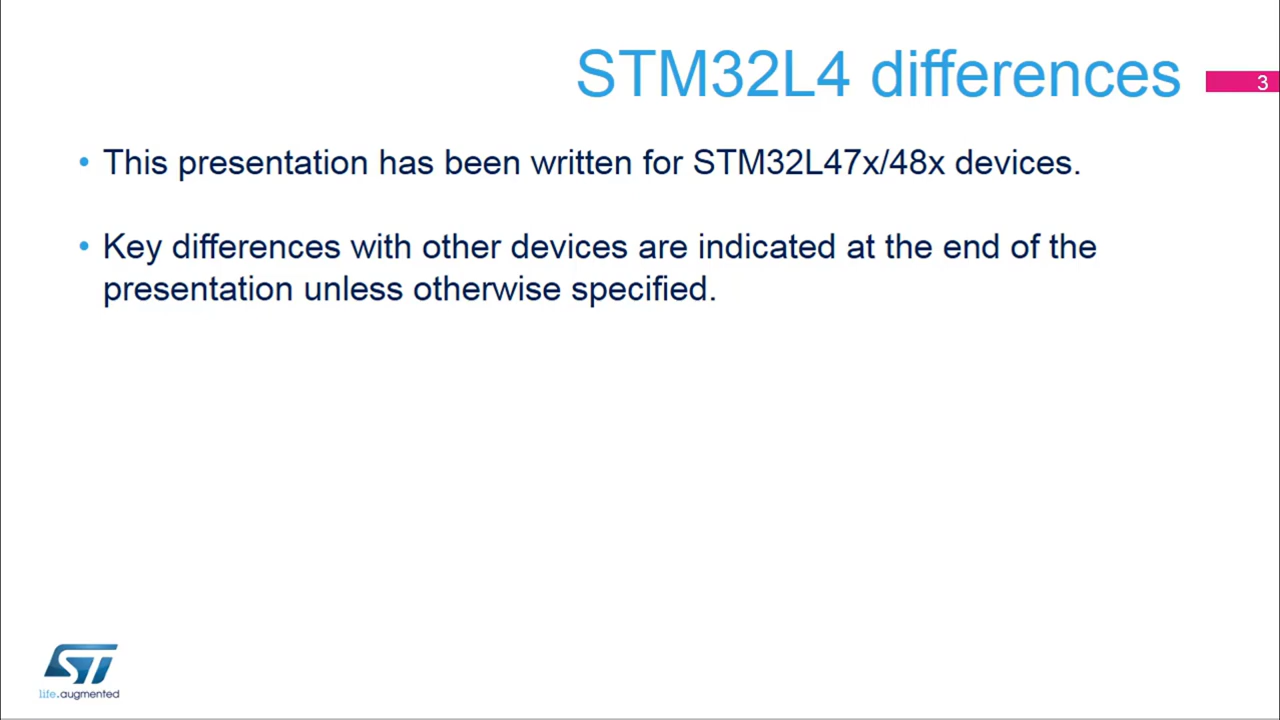 STM32L4 differences
3
• This presentation has been written for STM32L47x/48x devices.
• Key differences with other devices are indicated at the end of the
presentation unless otherwise specified.
ST
life.augmented